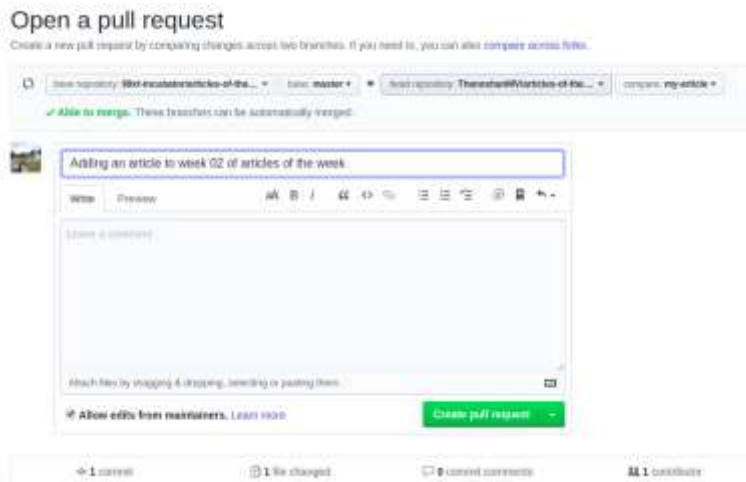 Open a pull request
Create a new pull request by comparing changes across two branches. If you need to, you can also compare across forks.
base repository: base: master head repository: compare: my-article
Able to merge. These branches can be automatically merged.
Adding an article to week 02 of articles of the week
Write Preview
Leave a comment
Attach files by dragging & dropping, selecting or pasting them.
Allow edits from maintainers. Learn more Create pull request
1 commit 1 file changed 0 commit comments 1 contributor